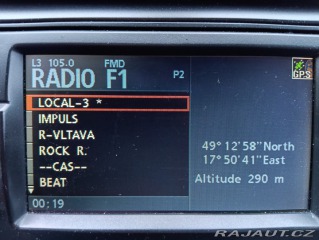 L3 105.0 FMD
RADIO F1
P2
GPS
LOCAL-3 *
IMPULS
R-VLTAVA
ROCK R.
--CAS--
BEAT
49° 12'58"North
17° 50'41"East
Altitude 290 m
00:19
RAJAUT.CZ